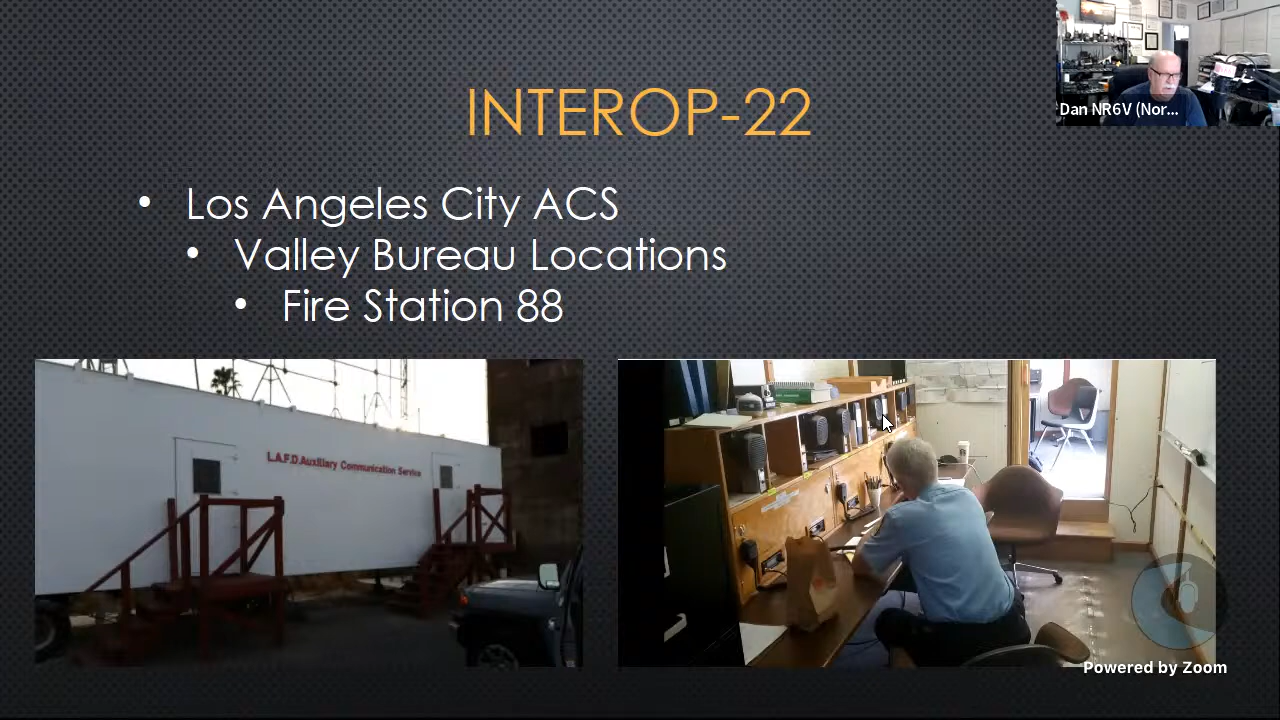 INTEROP-22
Dan NR6V (Nor...
• Los Angeles City ACS
• Valley Bureau Locations
• Fire Station 88
L.A.F.D. Auxiliary Communication Service
Powered by Zoom